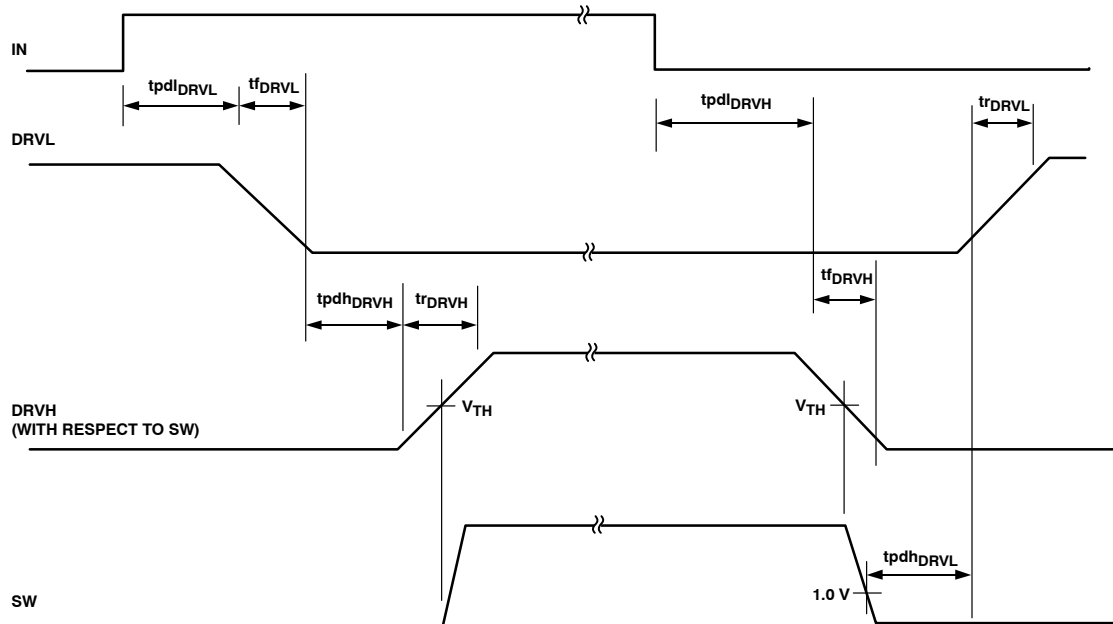 IN
tpdlDRVL
tfDRVL
tpdlDRVH
trDRVL
DRVL
tpdhDRVH
trDRVH
tfDRVH
VTH
VTH
DRVH
(WITH RESPECT TO SW)
tpdhDRVL
1.0 V
SW